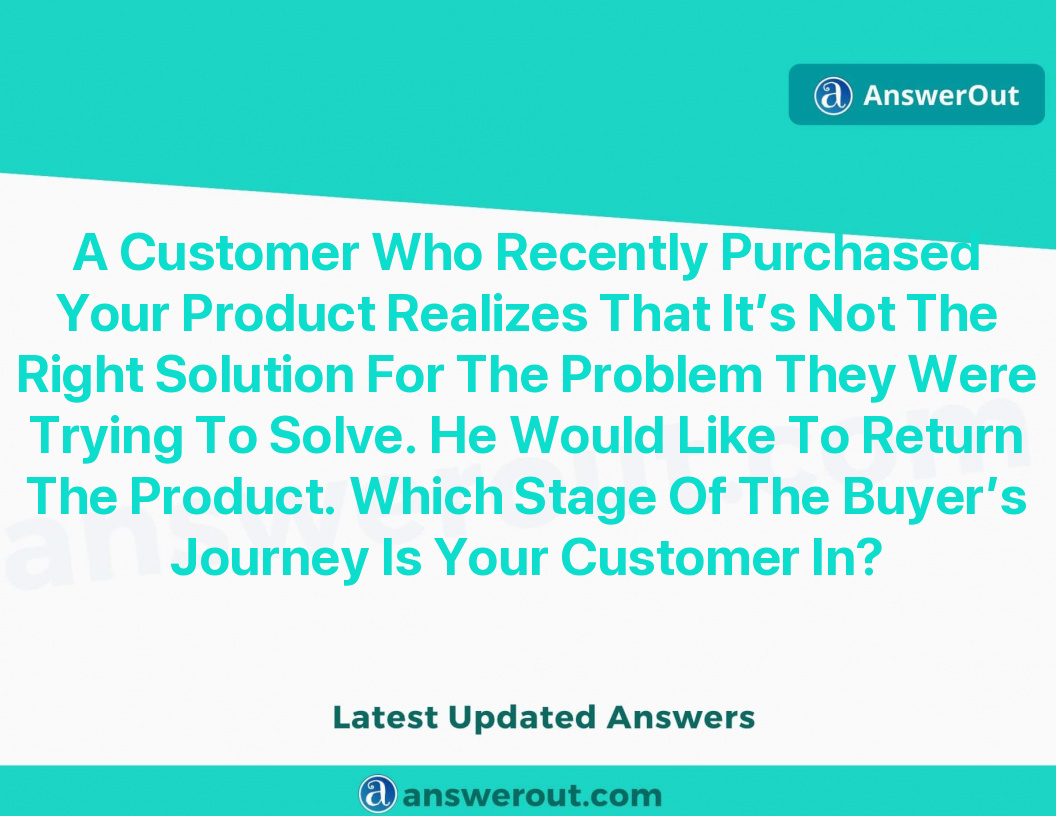 AnswerOut
A Customer Who Recently Purchased
Your Product Realizes That It’s Not The
Right Solution For The Problem They Were
Trying To Solve. He Would Like To Return
The Product. Which Stage Of The Buyer’s
Journey Is Your Customer In?
answerout.com
Latest Updated Answers
answerout.com